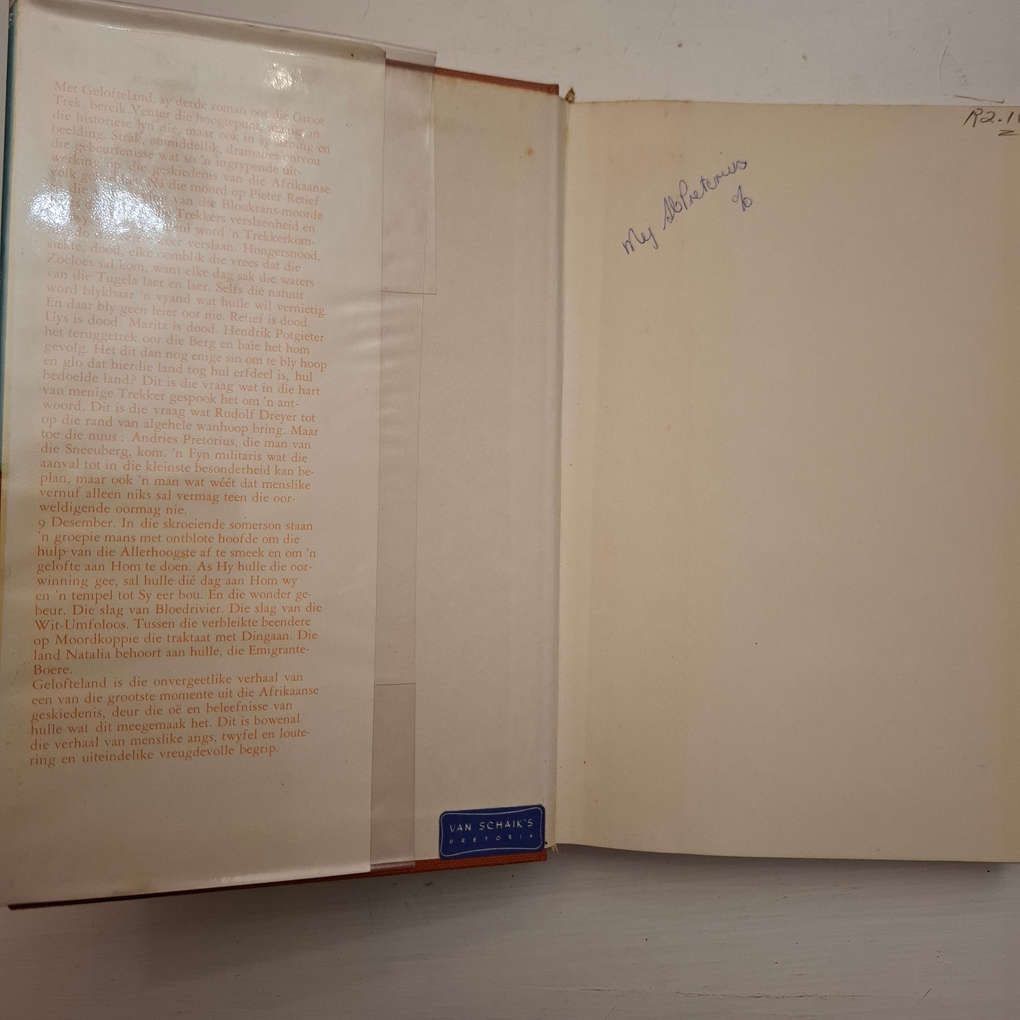 Met Gelofteland, sy derde roman oor die Groot
Trek, bereik Venter die hoogtepunt, in
die historiese lyn die, maar ook in sy en
beelding. Strak, onmiddellik, dramaties ontvou
die gebeurtenisse wat so 'n ingrypende uit-
werking op die geskiedenis van die Afrikaanse
volk Na die moord op Pieter Retief
die van die Bloukrans-moorde
Trekkers verslaenheid en
word 'n Trekkerkom-
verslaan. Hongersnood,
siekte, dood, elke oomblik die vrees dat die
Zoeloes sal kom, want elke dag sak die waters
van die Tugela laer en laer. Selfs die natuur
word blykbaar 'n vyand wat hulle wil vernietig.
En daar bly geen leier oor nie. Retief is dood.
Uys is dood. Maritz is dood. Hendrik Potgieter
het teruggetrek oor die Berg en baie het hom
gevolg. Het dit dan nog enige sin om te bly hoop
en glo dat hierdie land tog hul erfdeel is, hul
bedoelde land? Dit is die vraag wat in die hart
van menige Trekker gespook het om 'n ant-
woord. Dit is die vraag wat Rudolf Dreyer tot
op die rand van algehele wanhoop bring. Maar
toe die nuus: Andries Pretorius, die man van
die Sneeuberg, kom. 'n Fyn militaris wat die
aanval tot in die kleinste besonderheid kan be-
plan, maar ook 'n man wat wéét dat menslike
vernuf alleen niks sal vermag teen die oor-
weldigende oormag nie.
9 Desember. In die skroeiende somerson staan
'n groepie mans met ontblote hoofde om die
hulp van die Allerhoogste af te smeek en om 'n
gelofte aan Hom te doen. As Hy hulle die oor-
winning gee, sal hulle dié dag aan Hom wy
en 'n tempel tot Sy eer bou. En die wonder ge-
beur. Die slag van Bloedrivier. Die slag van die
Wit-Umfoloos. Tussen die verbleikte beendere
op Moordkoppie die traktaat met Dingaan. Die
land Natalia behoort aan hulle, die Emigrante-
Boere.
Gelofteland is die onvergeetlike verhaal van
een van die grootste momente uit die Afrikaanse
geskiedenis, deur die oë en beleefnisse van
hulle wat dit meegemaak het. Dit is bowenal
die verhaal van menslike angs, twyfel en loute-
ring en uiteindelike vreugdevolle begrip.
VAN SCHAIK'S
PRETORIA
Mej Pretorius